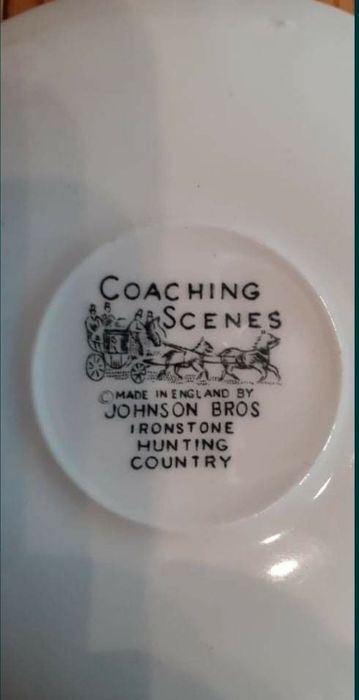 COACHING
SCENES
© MADE IN ENGLAND BY
JOHNSON BROS
IRONSTONE
HUNTING
COUNTRY